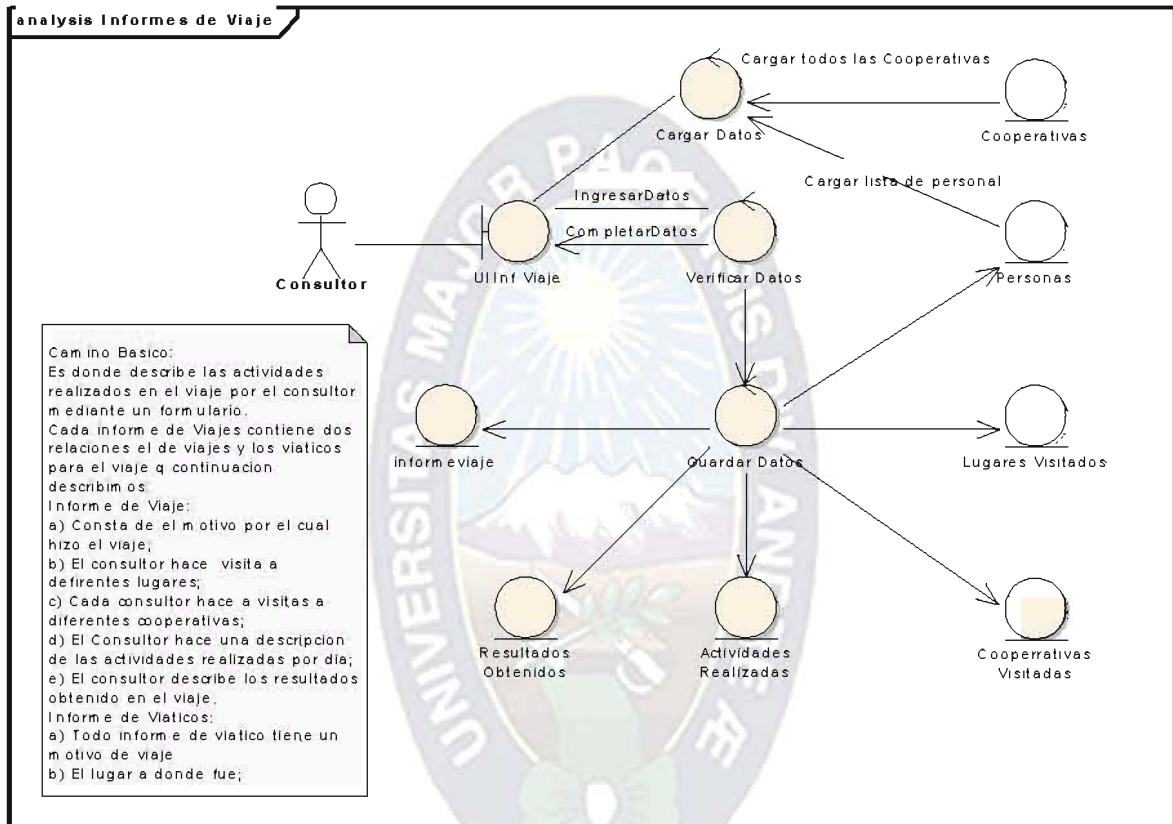 analysis Informes de Viaje
Cargar todos las Cooperativas
Cargar Datos
Cooperativas
Cargar lista de personal
IngresarDatos
CompletarDatos
Consultor
UI Inf Viaje
Verificar Datos
Personas
informeviaje
Guardar Datos
Lugares Visitados
Resultados
Obtenidos
Actividades
Realizadas
Cooperrativas
Visitadas
Camino Basico:
Es donde describe las actividades
realizados en el viaje por el consultor
mediante un formulario.
Cada informe de Viajes contiene dos
relaciones el de viajes y los viaticos
para el viaje q continuacion
describimos:
Informe de Viaje:
a) Consta de el motivo por el cual
hizo el viaje;
b) El consultor hace visita a
defirentes lugares;
c) Cada consultor hace a visitas a
diferentes cooperativas;
d) El Consultor hace una descripcion
de las actividades realizadas por dia;
e) El consultor describe los resultados
obtenido en el viaje.
Informe de Viaticos:
a) Todo informe de viatico tiene un
motivo de viaje
b) El lugar a donde fue;